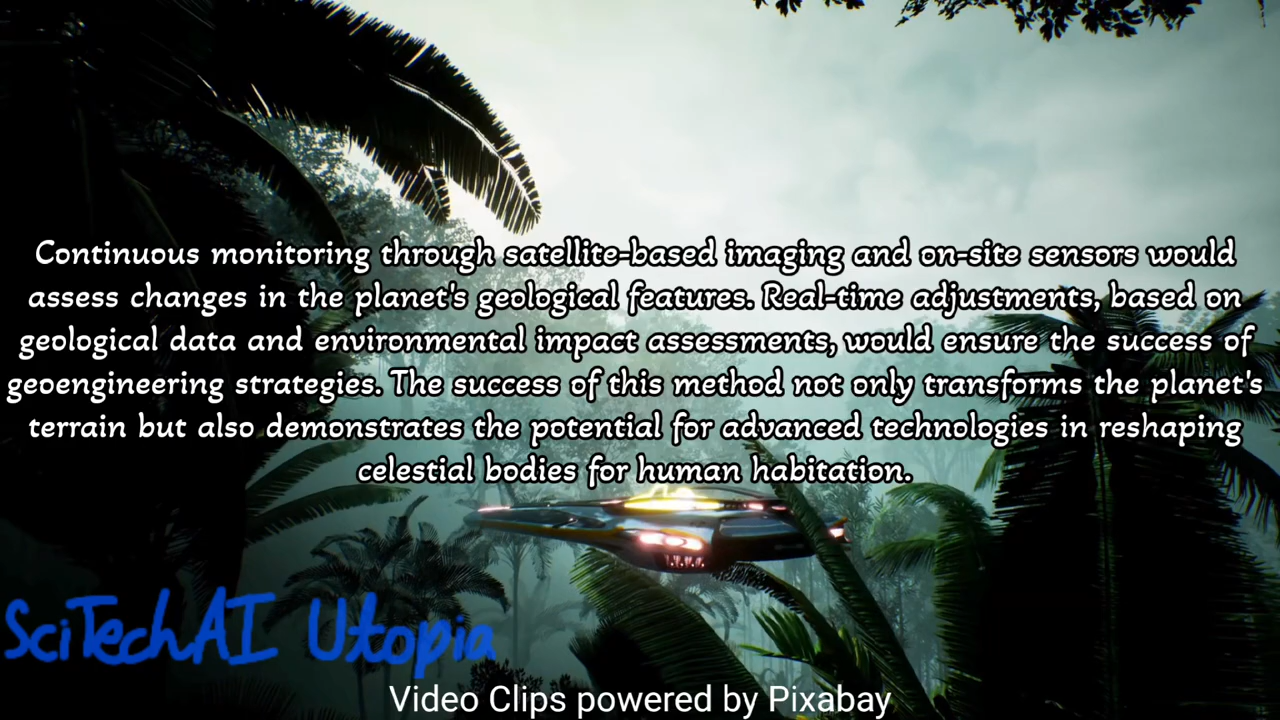 Continuous monitoring through satellite-based imaging and on-site sensors would
assess changes in the planet's geological features. Real-time adjustments, based on
geological data and environmental impact assessments, would ensure the success of
geoengineering strategies. The success of this method not only transforms the planet's
terrain but also demonstrates the potential for advanced technologies in reshaping
celestial bodies for human habitation.
SciTechAI Utopia
Video Clips powered by Pixabay